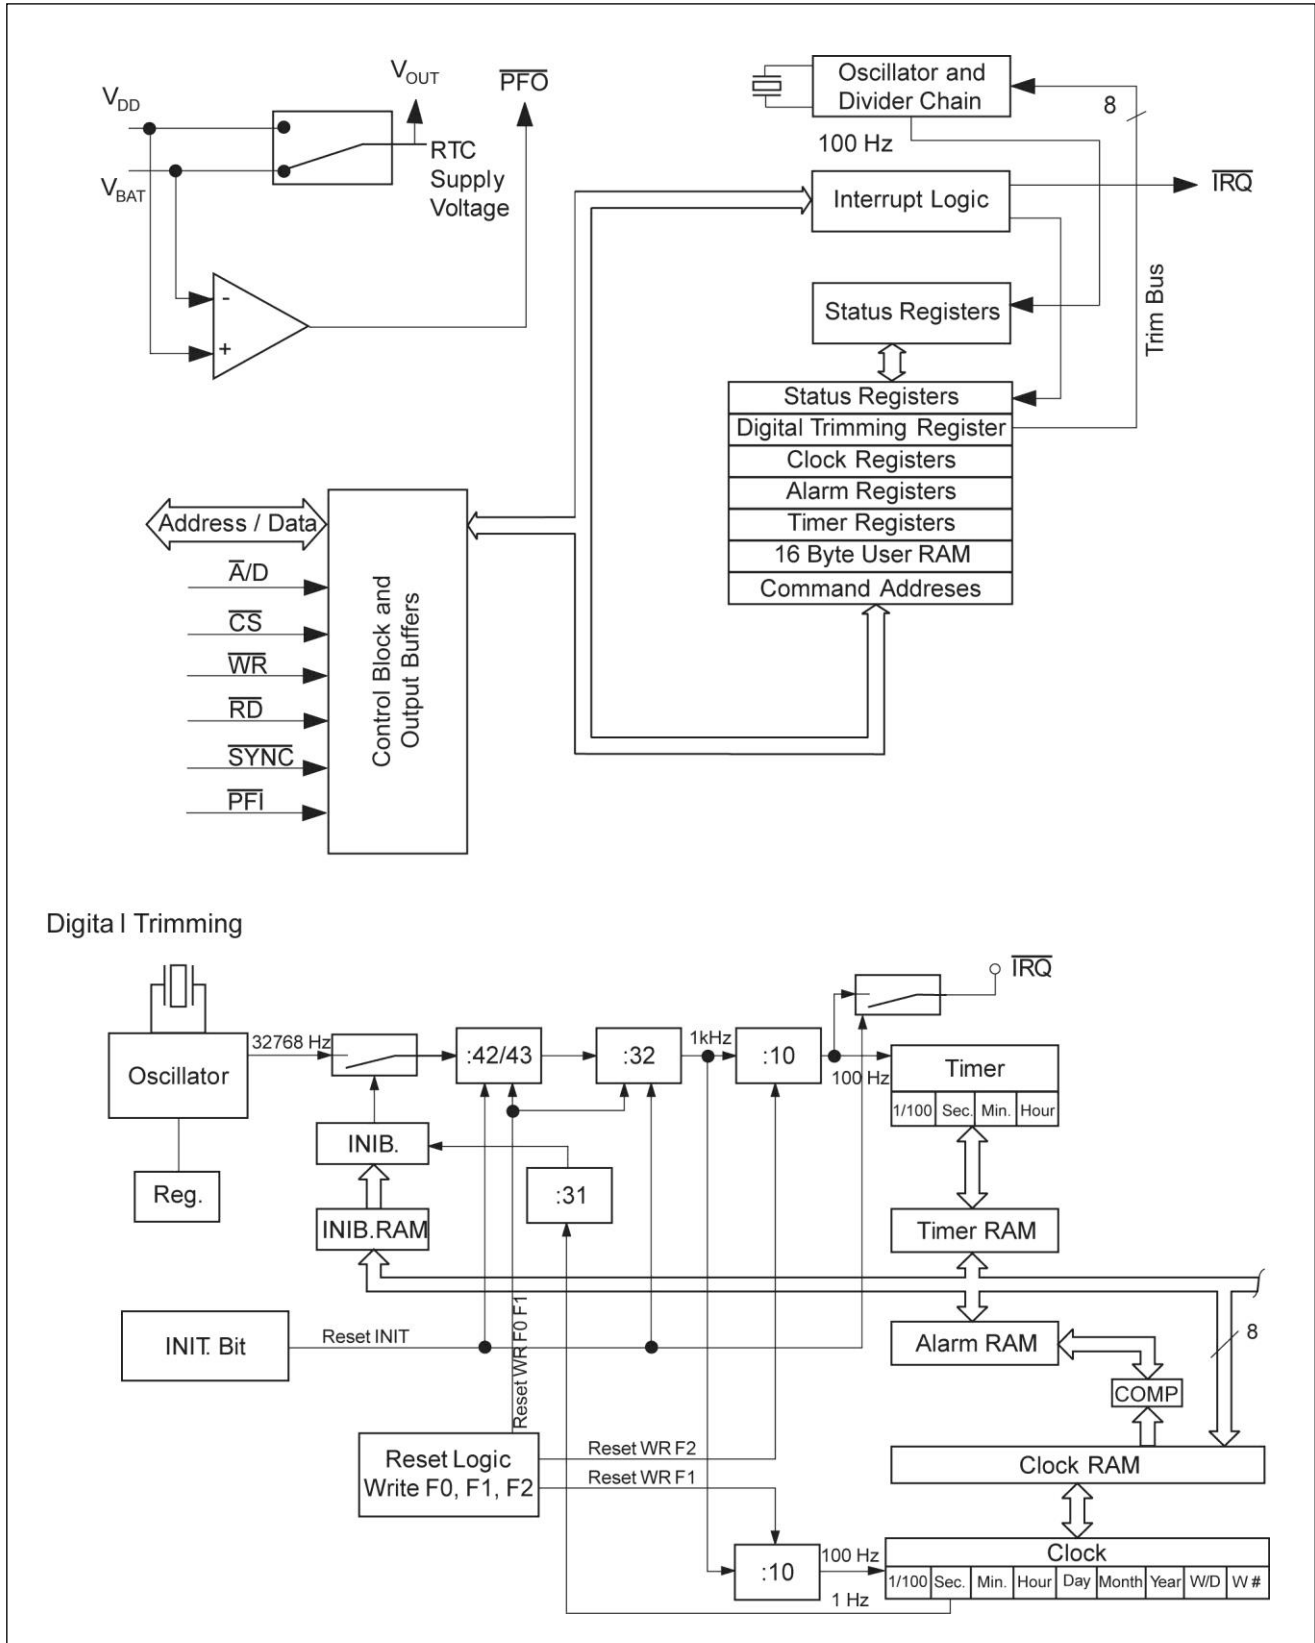 VDD
VOUT
PFO
VBAT
RTC
Supply
Voltage
-
+
Oscillator and
Divider Chain
8
100 Hz
Interrupt Logic
IRQ
Status Registers
Trim Bus
Status Registers
Digital Trimming Register
Clock Registers
Alarm Registers
Timer Registers
16 Byte User RAM
Command Addreses
Address / Data
A/D
CS
WR
RD
SYNC
PFI
Control Block and
Output Buffers
Digita l Trimming
Oscillator
32768 Hz
Reg.
:42/43
:32
1kHz
:10
100 Hz
IRQ
Timer
1/100 Sec. Min. Hour
INIB.
:31
INIB.RAM
Timer RAM
INIT. Bit
Reset INIT
Reset WR F0 F1
Alarm RAM
8
COMP
Reset Logic
Write F0, F1, F2
Reset WR F2
Reset WR F1
Clock RAM
:10
100 Hz
1 Hz
Clock
1/100 Sec. Min. Hour Day Month Year W/D W #